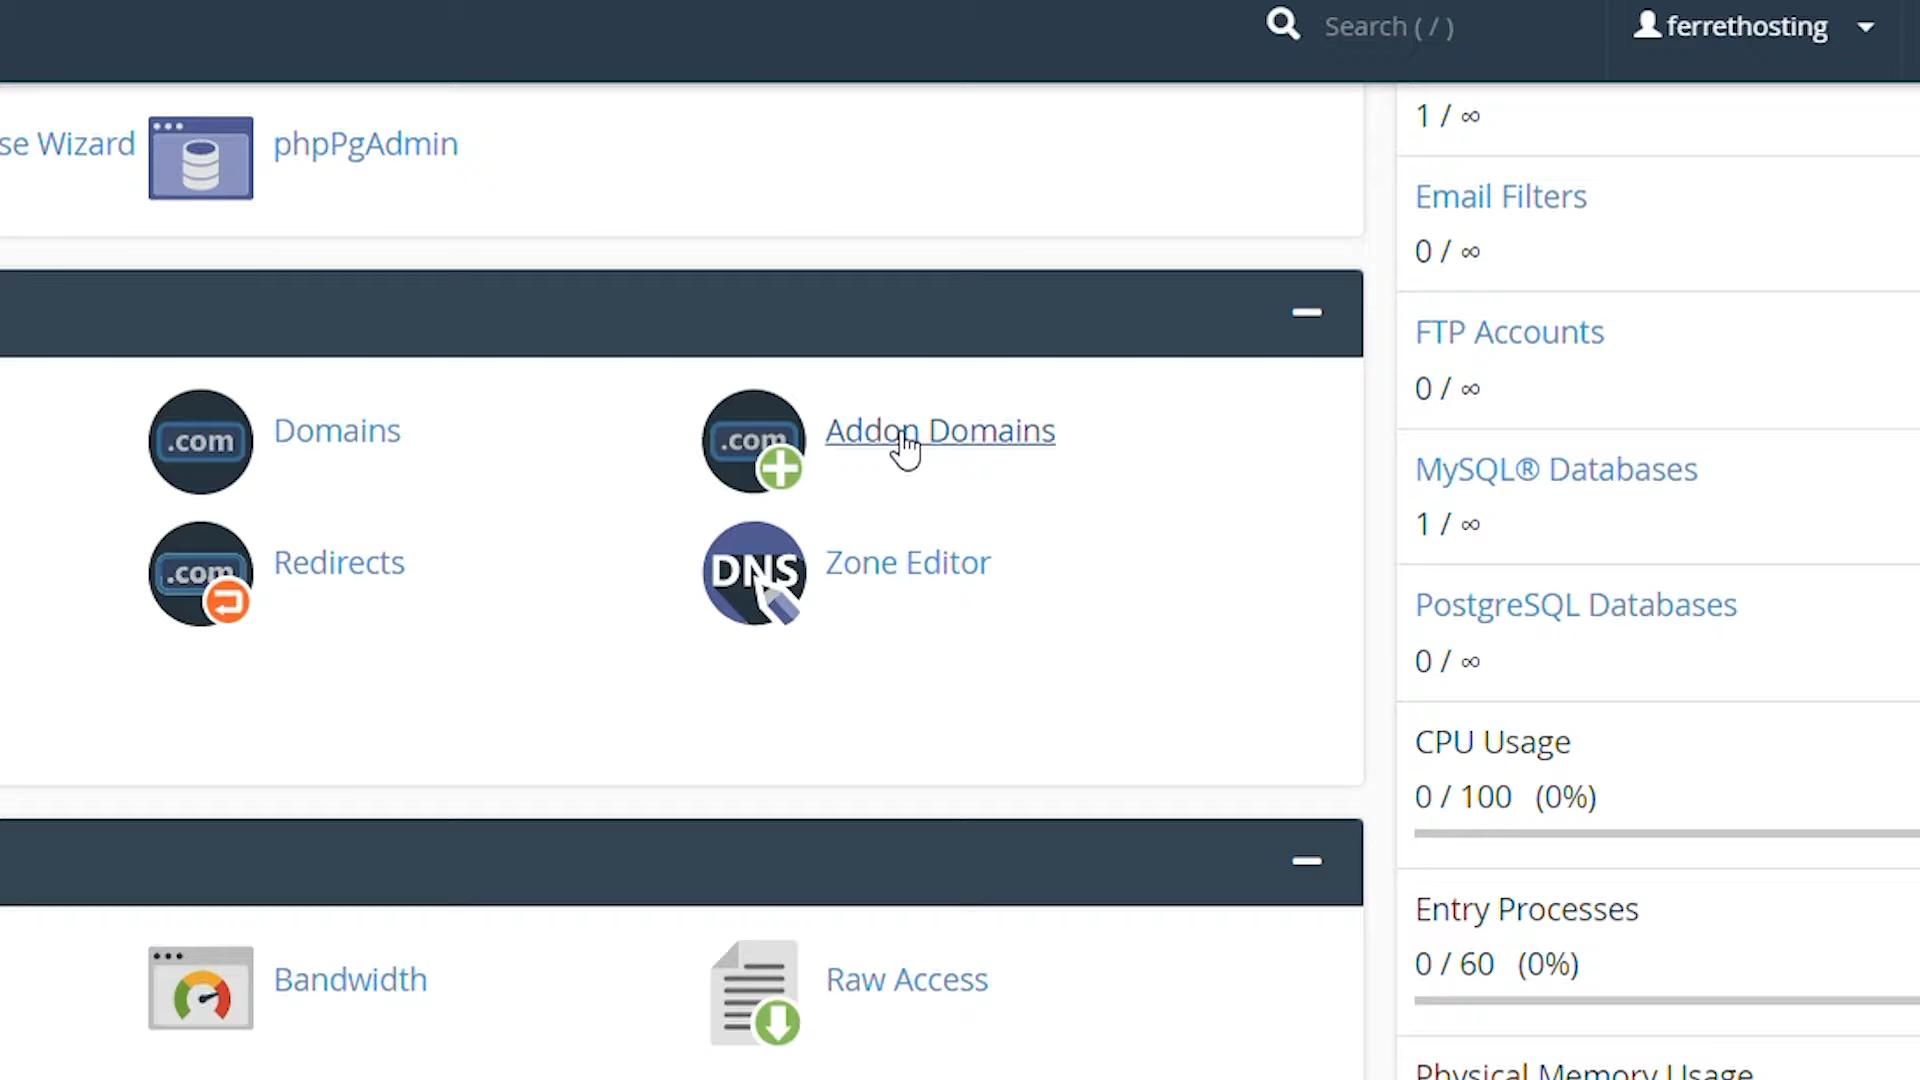 Search ( / )
ferrethosting
se Wizard
phpPgAdmin
.com
Domains
.com
Addon Domains
.com
Redirects
DNS
Zone Editor
Bandwidth
Raw Access
1 / ∞
Email Filters
0 / ∞
FTP Accounts
0 / ∞
MySQL® Databases
1 / ∞
PostgreSQL Databases
0 / ∞
CPU Usage
0 / 100 (0%)
Entry Processes
0 / 60 (0%)
Physical Memory Usage